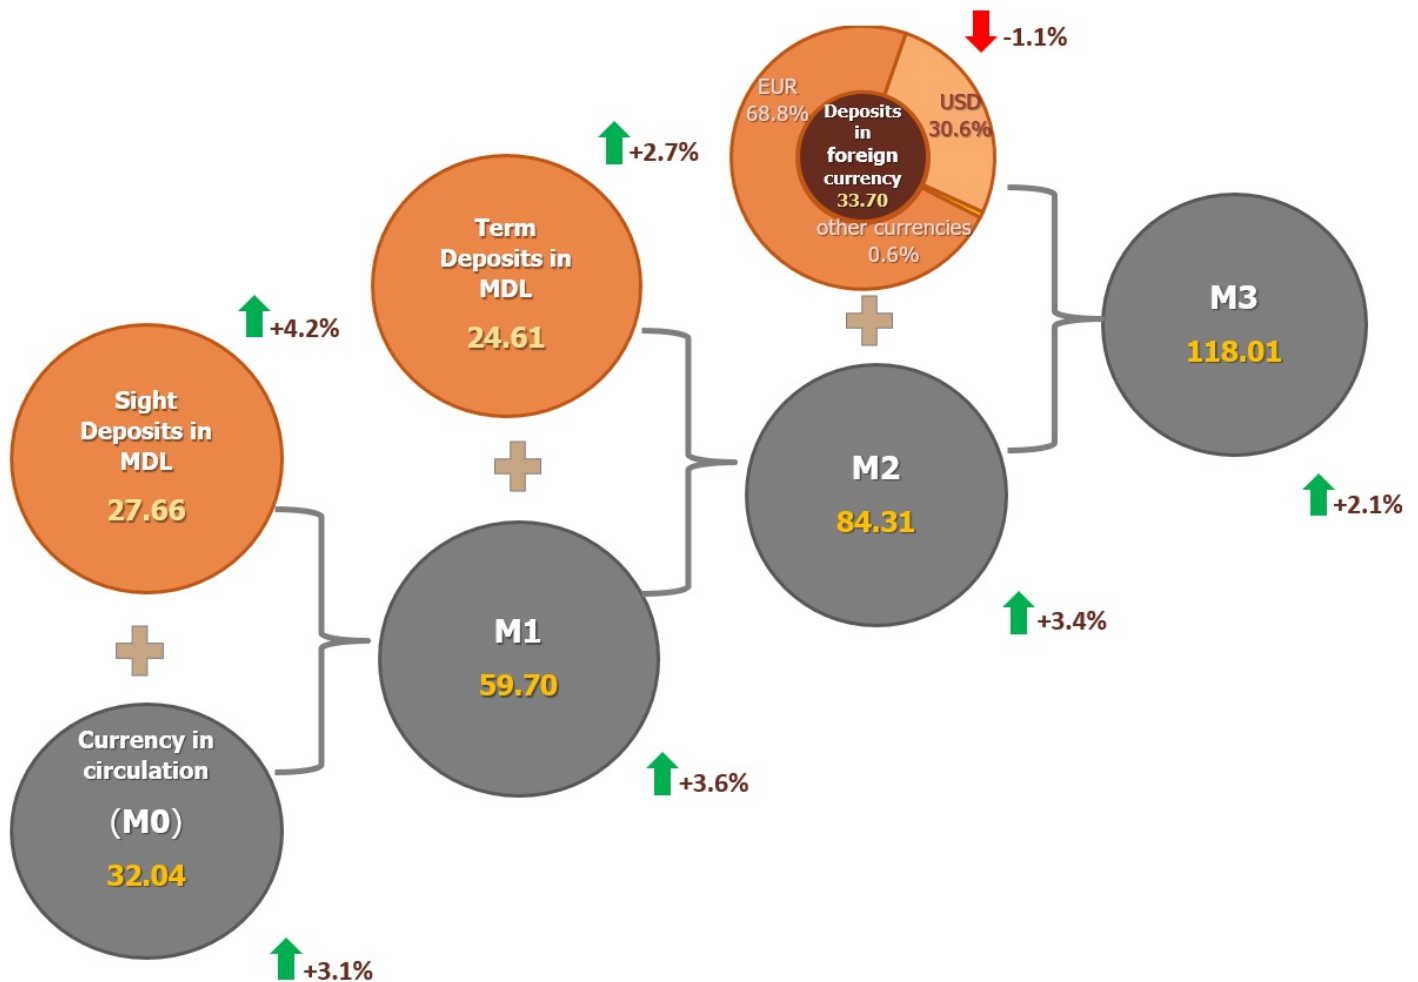 -1.1%
EUR
68.8%
USD
30.6%
Deposits
in
foreign
currency
33.70
other currencies
0.6%
+2.7%
Term
Deposits in
MDL
24.61
M3
118.01
+2.1%
+4.2%
Sight
Deposits in
MDL
27.66
M2
84.31
+3.4%
M1
59.70
+3.6%
Currency in
circulation
(M0)
32.04
+3.1%